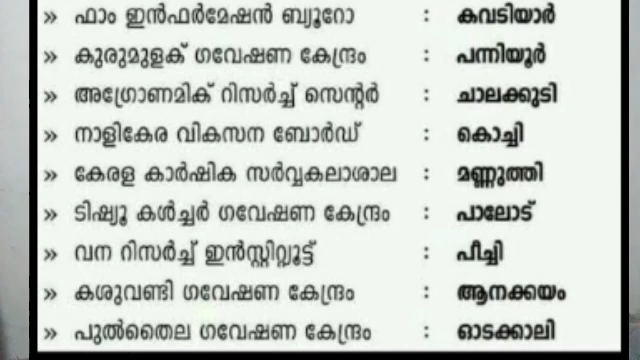 » ഫാം ഇൻഫർമേഷൻ ബ്യൂറോ : കവടിയാർ
» കുരുമുളക് ഗവേഷണ കേന്ദ്രം : പന്നിയൂർ
» അഗ്രോണമിക് റിസർച്ച് സെന്റർ : ചാലക്കുടി
» നാളികേര വികസന ബോർഡ് : കൊച്ചി
» കേരള കാർഷിക സർവ്വകലാശാല : മണ്ണുത്തി
» ടിഷ്യൂ കൾച്ചർ ഗവേഷണ കേന്ദ്രം : പാലോട്
» വന റിസർച്ച് ഇൻസ്റ്റിറ്റ്യൂട്ട് : പീച്ചി
» കശുവണ്ടി ഗവേഷണ കേന്ദ്രം : ആനക്കയം
» പുൽതൈല ഗവേഷണ കേന്ദ്രം : ഓടക്കാലി